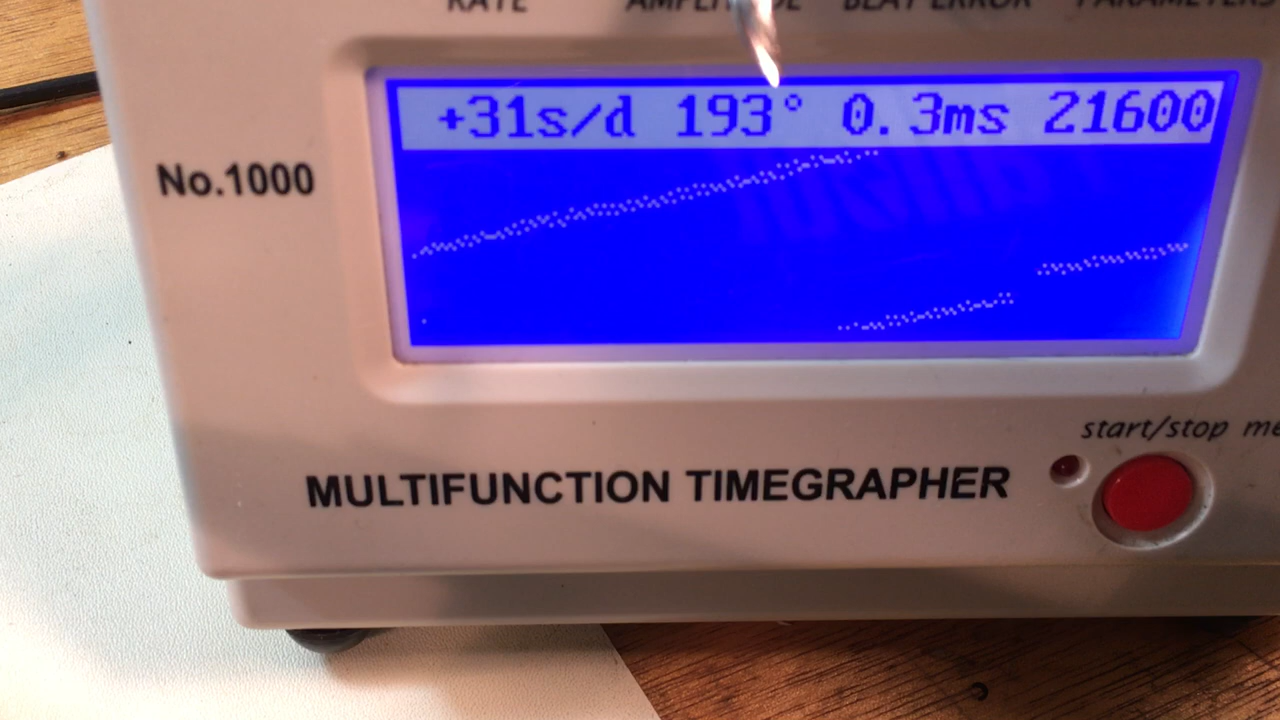 RATE AMPLITUDE BEAT ERROR PARAMETERS
+31s/d 193° 0.3ms 21600
No.1000
start/stop me
MULTIFUNCTION TIMEGRAPHER